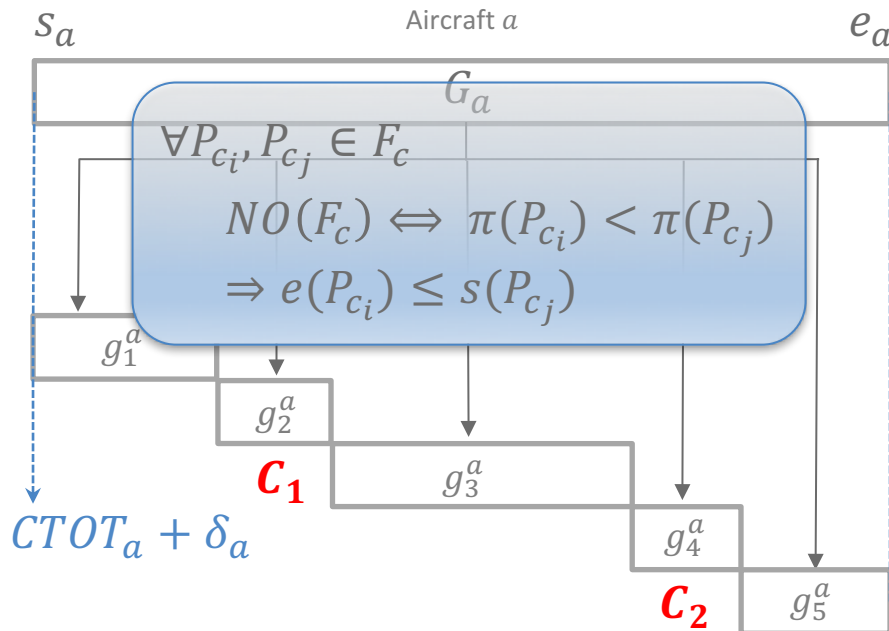 Aircraft a
s_a e_a
G_a
∀P_{c_i}, P_{c_j} ∈ F_c
NO(F_c) ⟺ π(P_{c_i}) < π(P_{c_j})
⇒ e(P_{c_i}) ≤ s(P_{c_j})
g_1^a
g_2^a
C_1 g_3^a
CTOT_a + δ_a g_4^a
C_2 g_5^a